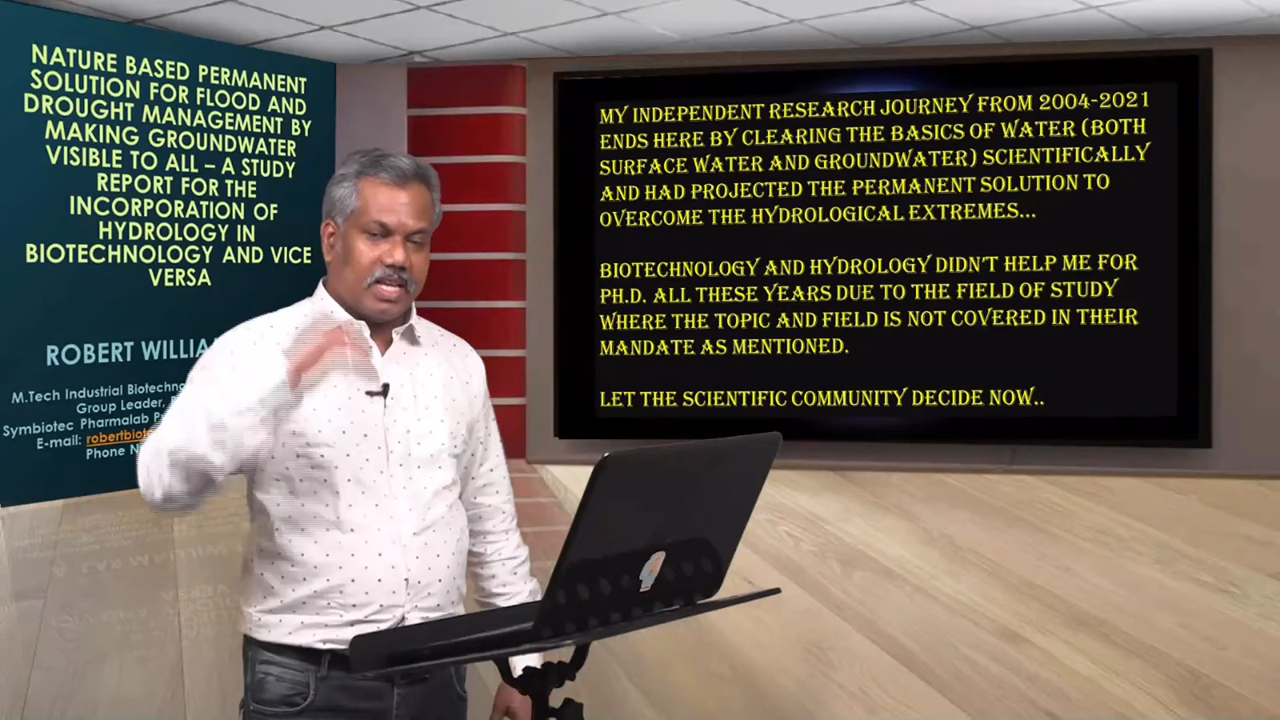 NATURE BASED PERMANENT
SOLUTION FOR FLOOD AND
DROUGHT MANAGEMENT BY
MAKING GROUNDWATER
VISIBLE TO ALL – A STUDY
REPORT FOR THE
INCORPORATION OF
HYDROLOGY IN
BIOTECHNOLOGY AND VICE
VERSA
ROBERT
M.Tech Industrial
Group Leader,
Symbiotec Pharmalab
E-mail:
Phone
MY INDEPENDENT RESEARCH JOURNEY FROM 2004-2021
ENDS HERE BY CLEARING THE BASICS OF WATER (BOTH
SURFACE WATER AND GROUNDWATER) SCIENTIFICALLY
AND HAD PROJECTED THE PERMANENT SOLUTION TO
OVERCOME THE HYDROLOGICAL EXTREMES...
BIOTECHNOLOGY AND HYDROLOGY DIDN'T HELP ME FOR
PH.D. ALL THESE YEARS DUE TO THE FIELD OF STUDY
WHERE THE TOPIC AND FIELD IS NOT COVERED IN THEIR
MANDATE AS MENTIONED.
LET THE SCIENTIFIC COMMUNITY DECIDE NOW..